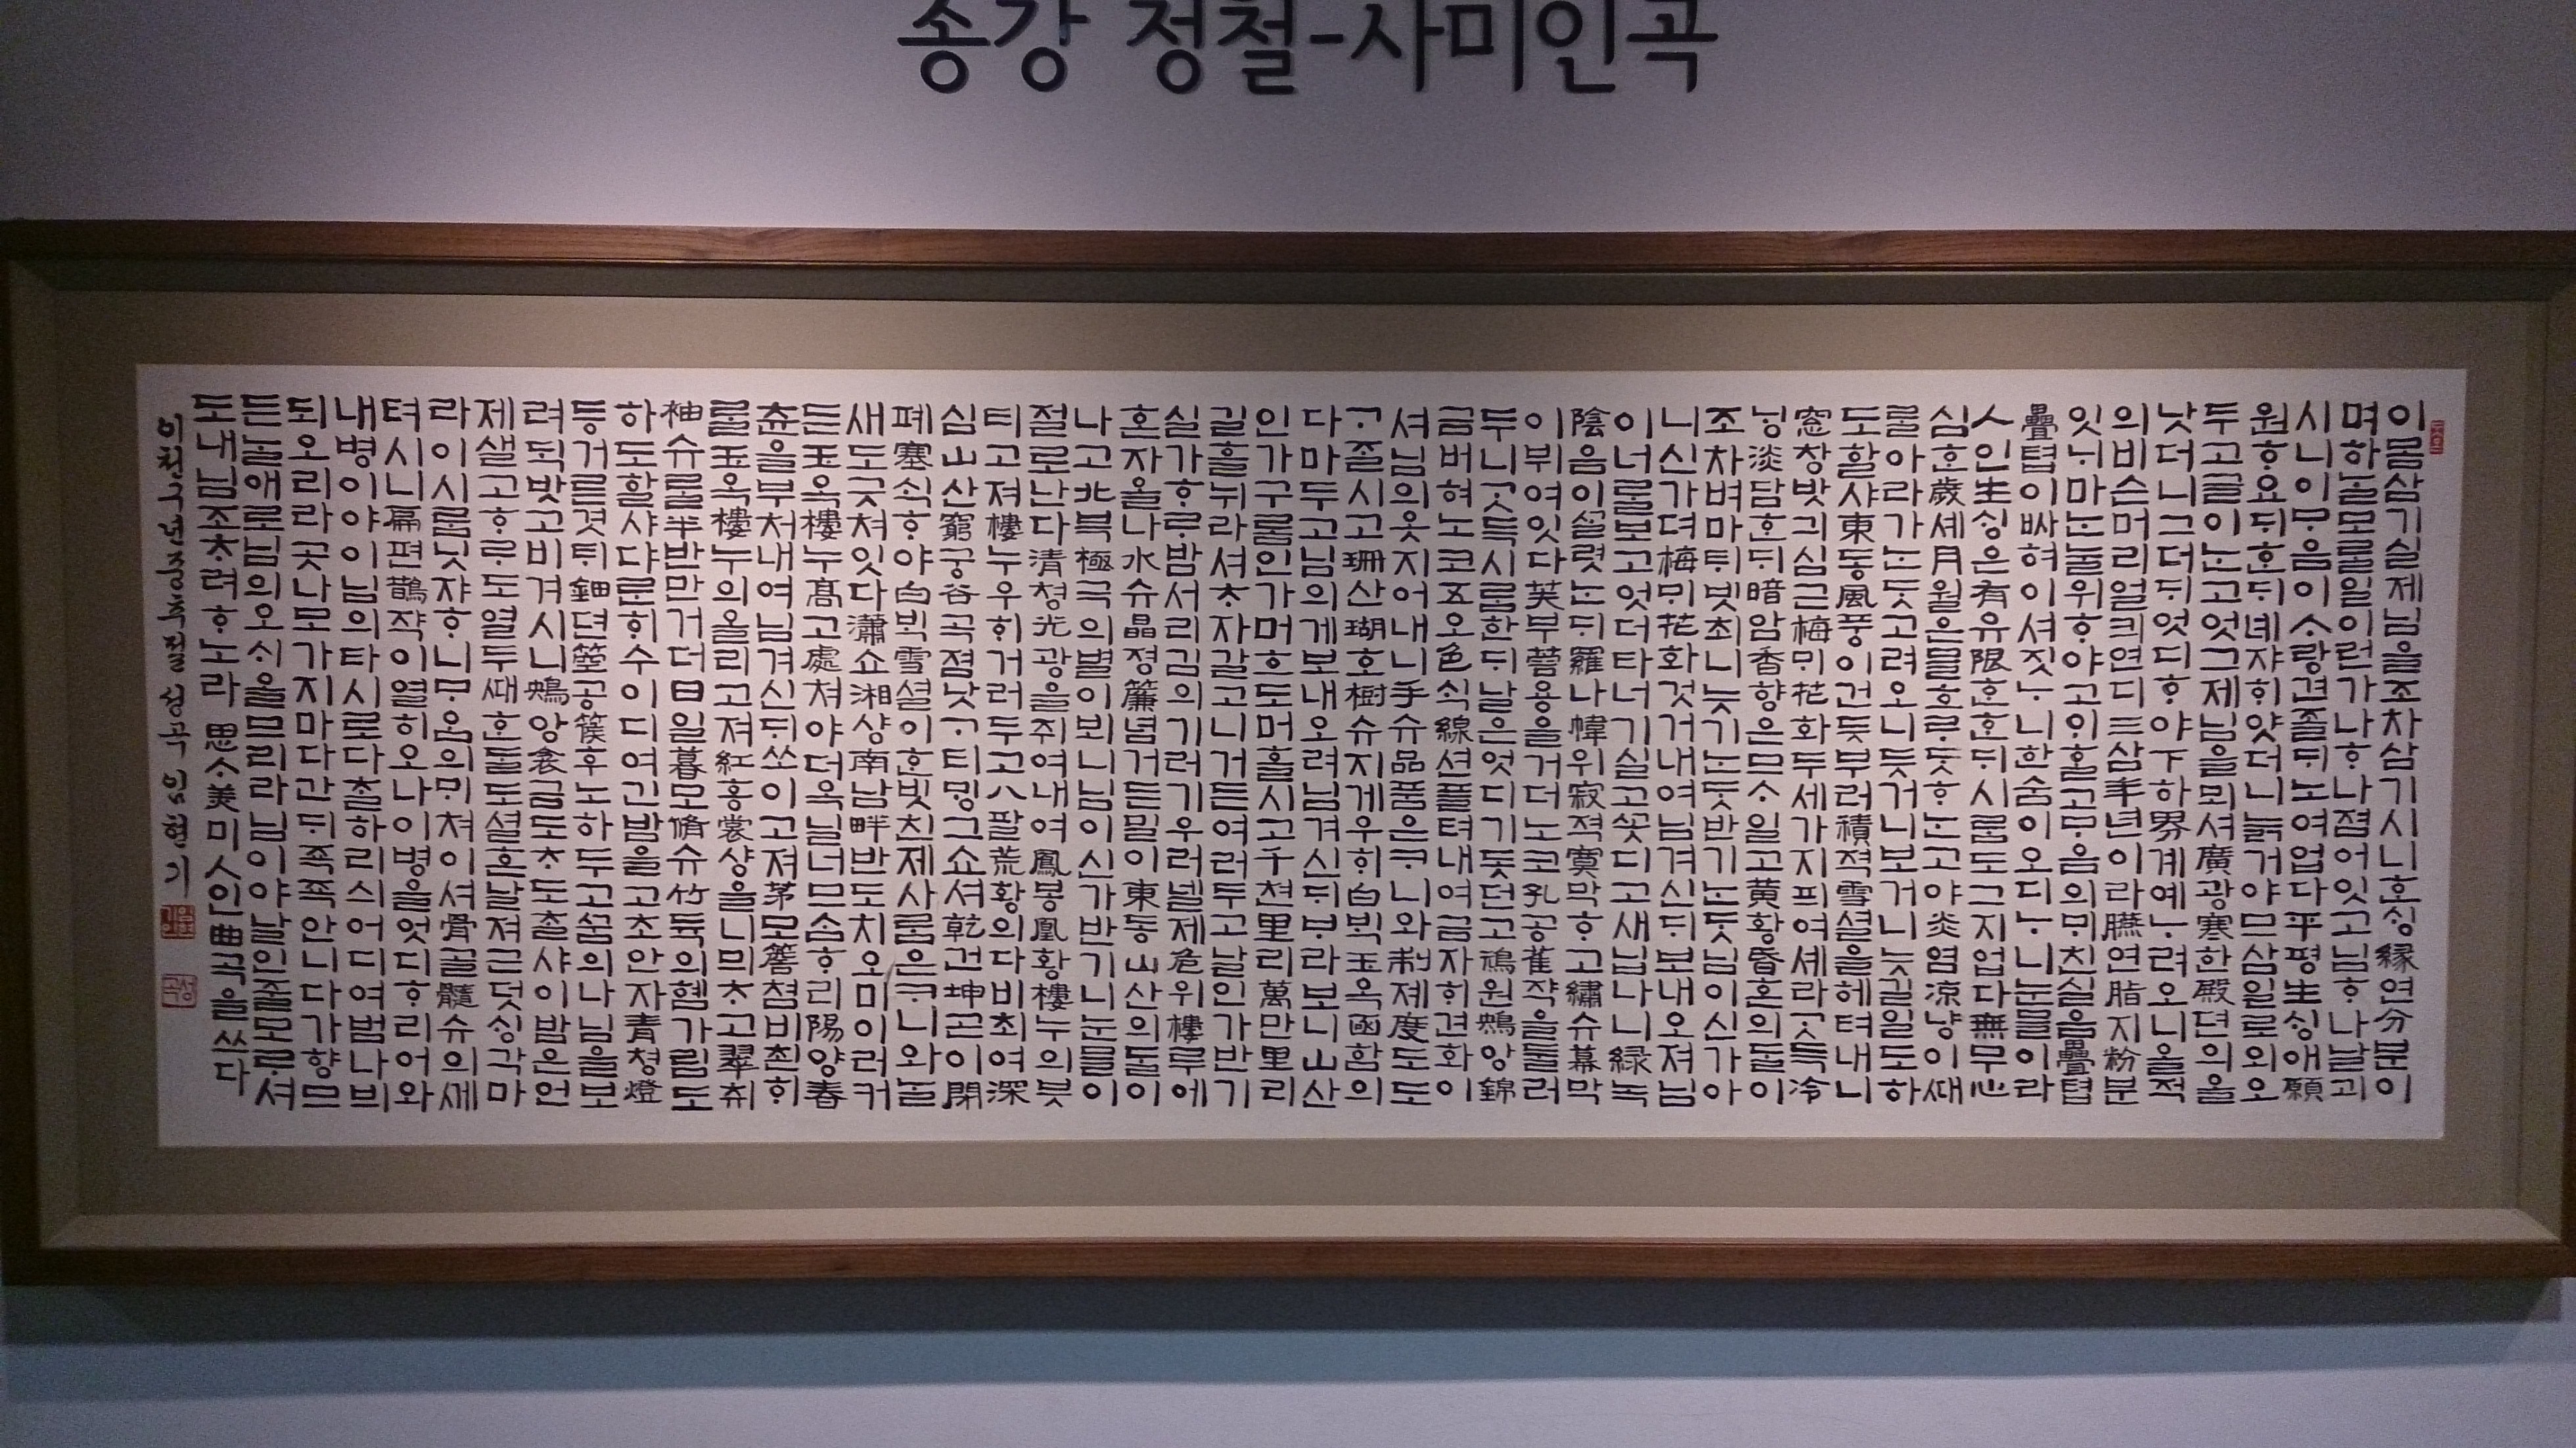 송강 정철-사미인곡
이몸삼기실제님을조차삼기시니ᄒᆞᆫᄉᆡᆼ緣연分분이
며하ᄂᆞᆯ모ᄅᆞᆯ일이런가나ᄒᆞ나졈어잇고님ᄒᆞ나날괴
시니이ᄆᆞ음이ᄉᆞ랑견졸ᄃᆡ노여업다平평生ᄉᆡᆼ애願
원ᄒᆞ요ᄃᆡᄒᆞᆫᄃᆡ녜쟈ᄒᆡ얏더니늙거야므삼일로외오
두고글이ᄂᆞᆫ고엇그제님을뫼셔廣광寒한殿뎐의올
낫더니그더ᄃᆡ엇디ᄒᆞ야下하界계예ᄂᆞ려오니올적
의비슨머리얼킈연디三삼年년이라臙연脂지粉분
잇ᄂᆡ마ᄂᆞᆫ눌위ᄒᆞ야고이ᄒᆞᆯ고ᄆᆞ음의ᄆᆡ친실음疊텹
疊텹이ᄡᅡ혀이셔짓ᄂᆞ니한숨이오디ᄂᆞ니눈믈이라
人인生ᄉᆡᆼ은有유限ᄒᆞᆫᄒᆞᆫᄃᆡ시ᄅᆞᆷ도그지업다無무心
심ᄒᆞᆫ歲셰月월은믈흐ᄅᆞᄃᆞᆺᄒᆞᄂᆞᆫ고야炎염凉냥이ᄯᅢ
ᄅᆞᆯ아라가ᄂᆞᆫᄃᆞᆺ고려오니듯거니보거니늣길일도하
도할샤東동風풍이건ᄃᆞᆺ부러積젹雪셜을헤텨내니
窓창밧긔심근梅ᄆᆡ花화두세가지픠여셰라ᄀᆞᆺ득冷
ᄂᆡᆼ淡담ᄒᆞᆫᄃᆡ暗암香향은므ᄉᆞ일고黃황昏혼의ᄃᆞᆯ이
조차벼마ᄐᆡ빗최니늣기ᄂᆞᆫᄃᆞᆺ반기ᄂᆞᆫᄃᆞᆺ님이신가아
니신가뎌梅ᄆᆡ花화것거내여님겨신ᄃᆡ보내오져님
이너ᄅᆞᆯ보고엇더타너기실고ᄭᅩᆺ디고새닙나니綠녹
陰음이ᄭᆞᆯ렷ᄂᆞᆫᄃᆡ羅나幃위寂적寞막ᄒᆞ고繡슈幕막
이뷔여잇다芙부蓉용을거더노코孔공雀쟉을둘러
두니ᄀᆞᆺ득시름한ᄃᆡ날은엇디기돗던고鴛원鴦앙錦
금버혀노코五오色식線션플텨내여금자ᄒᆡ견화이
셔님의옷지어내니手슈品품은ᄏᆞ니와制제度도도
ᄀᆞ졸시고珊산瑚호樹슈지게우ᄒᆡ白ᄇᆡᆨ玉옥函함의
다마두고님의게보내오려님겨신ᄃᆡᄇᆞ라보니山산
인가구롬인가머흐도머흘시고千쳔里리萬만里리
길흘뉘라셔ᄎᆞ자갈고니거든여러두고날인가반기
실가ᄒᆞᄅᆞ밤서리김의기러기우러녤제危위樓루에
혼자올나水슈晶졍簾념거든밀이東동山산의ᄃᆞᆯ이
나고北북極극의별이뵈니님이신가반기니눈믈이
절로난다淸청光광을쥐여내여鳳봉凰황樓누의븟
티고져樓누우ᄒᆡ거러두고八팔荒황의다비최여深
심山산窮궁谷곡졈낫ᄀᆞ티ᄆᆡᆼ그쇼셔乾건坤곤이閉
폐塞ᄉᆡᆨᄒᆞ야白ᄇᆡᆨ雪셜이ᄒᆞᆫ빗친제사ᄅᆞᆷ은ᄏᆞ니와ᄂᆞᆯ
새도긋쳐잇다瀟쇼湘상南남畔반도치오미이러커
든玉옥樓누高고處쳐야더옥닐너므슴ᄒᆞ리陽양春
츈을부쳐내여님겨신ᄃᆡ쏘이고져茅모簷쳠비쵠ᄒᆡ
ᄅᆞᆯ玉옥樓누의올리고져紅홍裳샹을니믜ᄎᆞ고翠ᄎᆔ
袖슈ᄅᆞᆯ半반만거더日일暮모脩슈竹듁의혬가림도
하도할샤댜ᄅᆞᆫᄒᆡ수이디여긴밤을고초안자靑청燈
등거른겻ᄐᆡ鈿뎐箜공篌후노하두고ᄭᅮᆷ의나님을보
려ᄐᆞᆨ밧고비겨시니鴦앙衾금도ᄎᆞ도ᄎᆞᆯ샤이밤은언
제샐고ᄒᆞᄅᆞ도열두ᄯᅢᄒᆞᆫᄃᆞᆯ도셜흔날져근덧ᄉᆡᆼ각마
라이시ᄅᆞᆷ닛쟈ᄒᆞ니ᄆᆞ음의ᄆᆡ쳐이셔骨골髓슈의ᄢᅦ
텨시니扁편鵲쟉이열히오나이병을엇디ᄒᆞ리어와
내병이야이님의타시로다ᄎᆞᆯ하리싀어디여범나븨
되오리라곳나모가지마다간ᄃᆡ죡죡안니다가향므
든ᄂᆞᆯ애로님의오ᄉᆡ올므리라님이야날인줄모ᄅᆞ셔
도내님조ᄎᆞ려ᄒᆞ노라 思ᄉᆞ美미人인曲곡을쓰다
이천구년중추절 성곡 임현기